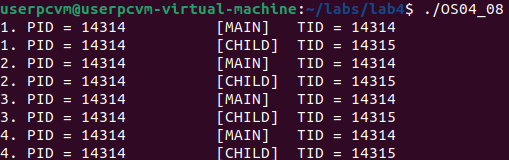 userpcvm@userpcvm-virtual-machine:~/labs/lab4$ ./OS04_08
1. PID = 14314 [MAIN] TID = 14314
1. PID = 14314 [CHILD] TID = 14315
2. PID = 14314 [MAIN] TID = 14314
2. PID = 14314 [CHILD] TID = 14315
3. PID = 14314 [MAIN] TID = 14314
3. PID = 14314 [CHILD] TID = 14315
4. PID = 14314 [MAIN] TID = 14314
4. PID = 14314 [CHILD] TID = 14315